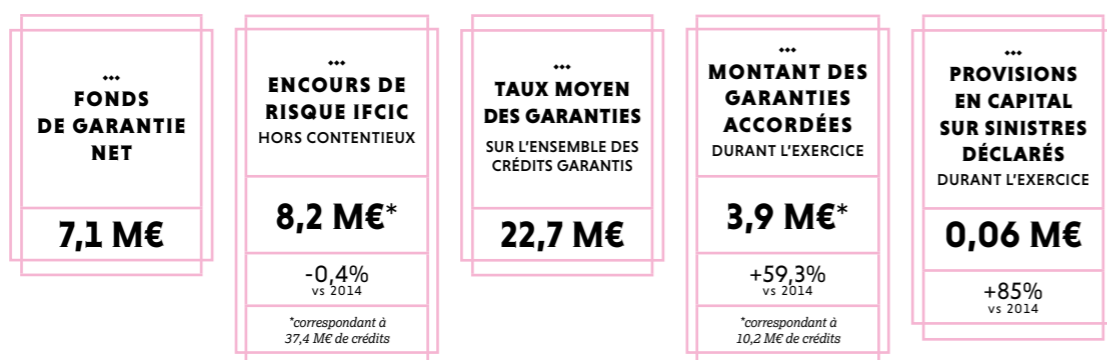 FONDS
DE GARANTIE
NET
7,1 M€
ENCOURS DE
RISQUE IFCIC
HORS CONTENTIEUX
8,2 M€*
-0,4%
vs 2014
*correspondant à
37,4 M€ de crédits
TAUX MOYEN
DES GARANTIES
SUR L'ENSEMBLE DES
CRÉDITS GARANTIS
22,7 M€
MONTANT DES
GARANTIES
ACCORDÉES
DURANT L'EXERCICE
3,9 M€*
+59,3%
vs 2014
*correspondant à
10,2 M€ de crédits
PROVISIONS
EN CAPITAL
SUR SINISTRES
DÉCLARÉS
DURANT L'EXERCICE
0,06 M€
+85%
vs 2014